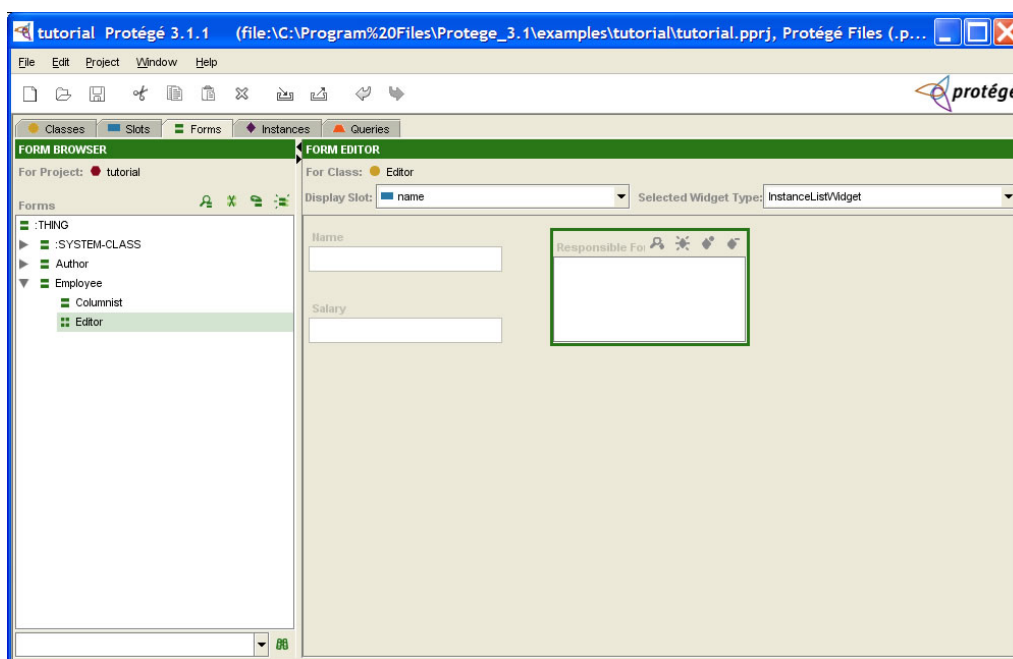 tutorial Protégé 3.1.1 (file:\C:\Program%20Files\Protege_3.1\examples\tutorial\tutorial.pprj, Protégé Files (.p...
File Edit Project Window Help
protégé
Classes Slots Forms Instances Queries
FORM BROWSER
For Project: tutorial
Forms
:THING
:SYSTEM-CLASS
Author
Employee
Columnist
Editor
FORM EDITOR
For Class: Editor
Display Slot: name Selected Widget Type: InstanceListWidget
Name
Responsible For
Salary